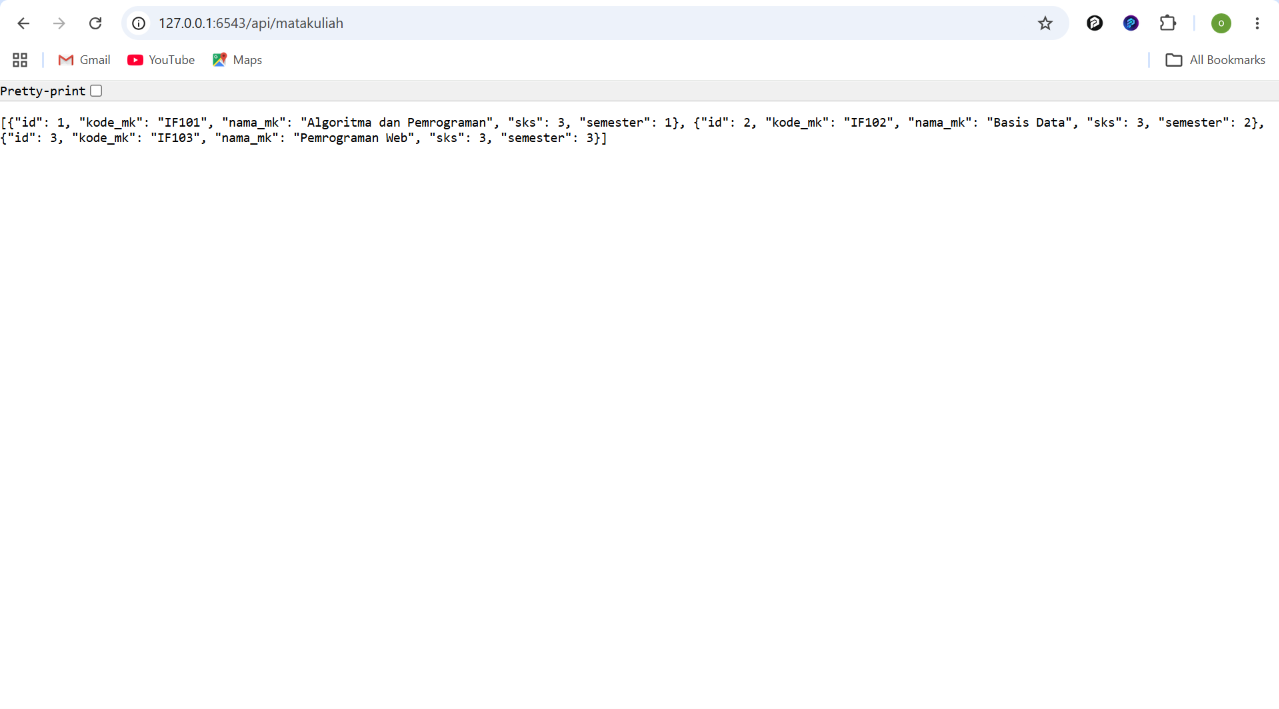 127.0.0.1:6543/api/matakuliah
o
Gmail YouTube Maps All Bookmarks
Pretty-print
[{"id": 1, "kode_mk": "IF101", "nama_mk": "Algoritma dan Pemrograman", "sks": 3, "semester": 1}, {"id": 2, "kode_mk": "IF102", "nama_mk": "Basis Data", "sks": 3, "semester": 2},
{"id": 3, "kode_mk": "IF103", "nama_mk": "Pemrograman Web", "sks": 3, "semester": 3}]